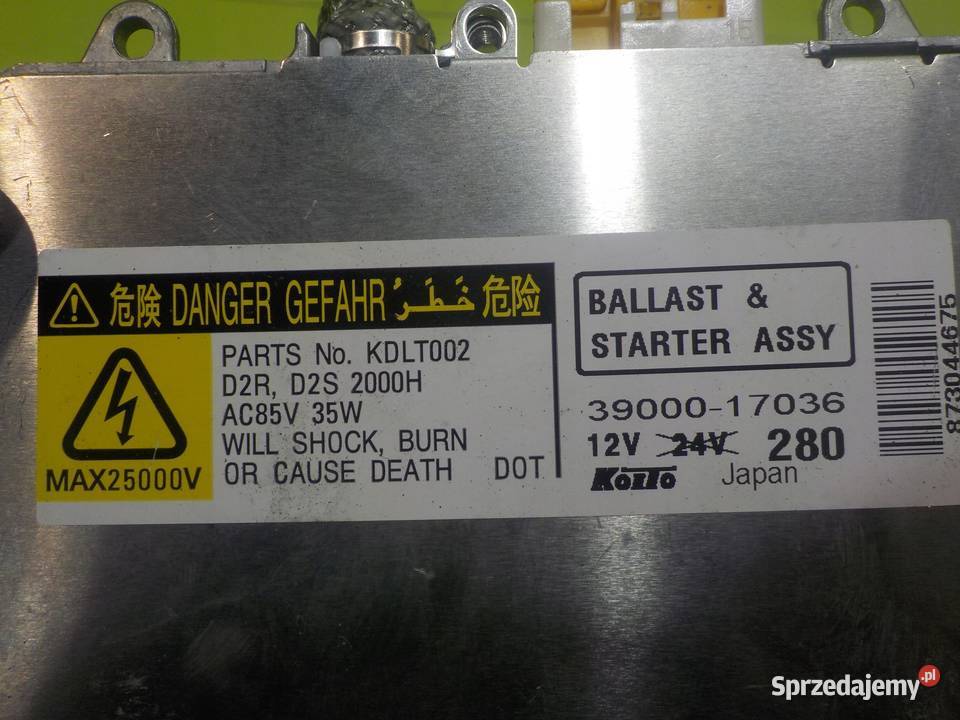 危険 DANGER GEFAHR خَطَرُ 危险
MAX25000V
PARTS No. KDLT002
D2R, D2S 2000H
AC85V 35W
WILL SHOCK, BURN
OR CAUSE DEATH DOT
BALLAST &
STARTER ASSY
39000-17036
12V 24V 280
KOITO Japan
873044675
Sprzedajemy.pl